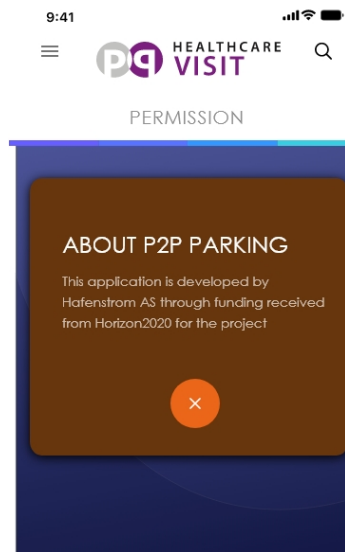 9:41
HEALTHCARE
VISIT
PERMISSION
ABOUT P2P PARKING
This application is developed by
Hafenstrom AS through funding received
from Horizon2020 for the project